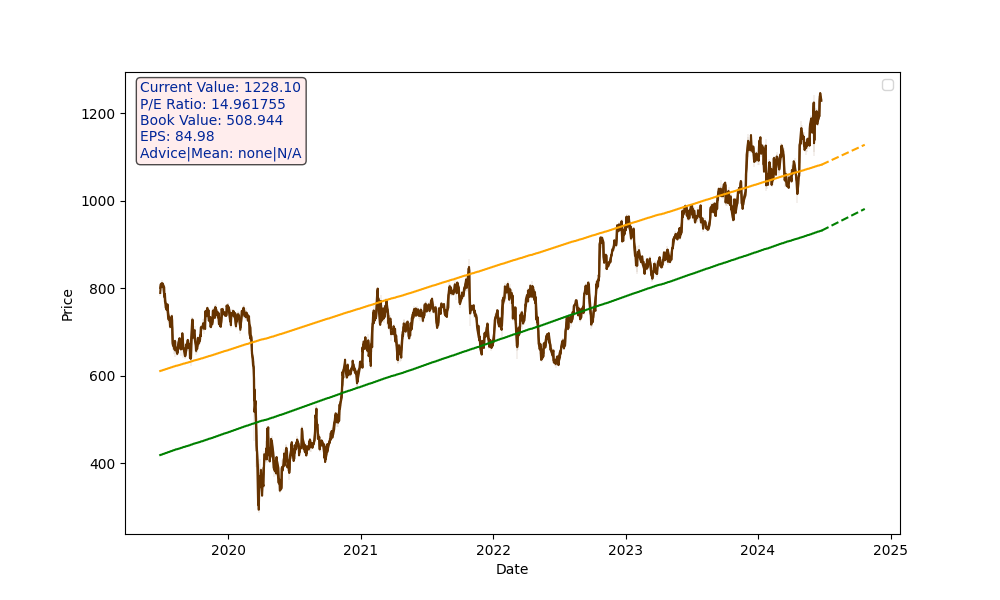 Current Value: 1228.10
P/E Ratio: 14.961755
Book Value: 508.944
EPS: 84.98
Advice|Mean: none|N/A
1200
1000
800
600
400
Price
2020
2021
2022
2023
2024
2025
Date